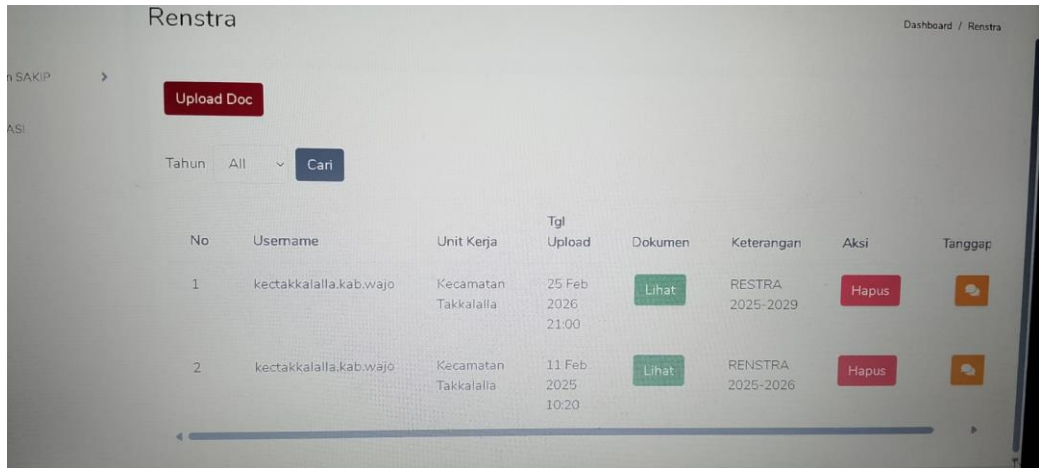 Renstra
Dashboard / Renstra
n SAKIP
Upload Doc
ASI
Tahun All Cari
No Username Unit Kerja Tgl Upload Dokumen Keterangan Aksi Tanggap
1 kectakkalalla.kab.wajo Kecamatan Takkalalla 25 Feb 2026 21:00 Lihat RESTRA 2025-2029 Hapus
2 kectakkalalla.kab.wajo Kecamatan Takkalalla 11 Feb 2025 10:20 Lihat RENSTRA 2025-2026 Hapus